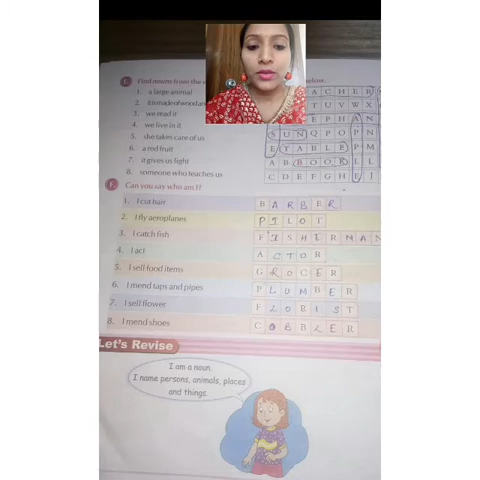 E. Find nouns from the
1. a large animal
2. it is made of wood and
3. we read it
4. we live in it
5. she takes care of us
6. a red fruit
7. it gives us light
8. someone who teaches us
A C H E R
T U V W X
E P H A N
S U N Q P O P N
E T A B L E P M
A B B O O K L L
C D E F G H E J
F. Can you say who am I?
1. I cut hair B A R B E R
2. I fly aeroplanes P I L O T
3. I catch fish F I S H E R M A N
4. I act A C T O R
5. I sell food items G R O C E R
6. I mend taps and pipes P L U M B E R
7. I sell flower F L O R I S T
8. I mend shoes C O B B L E R
Let's Revise
I am a noun.
I name persons, animals, places
and things.